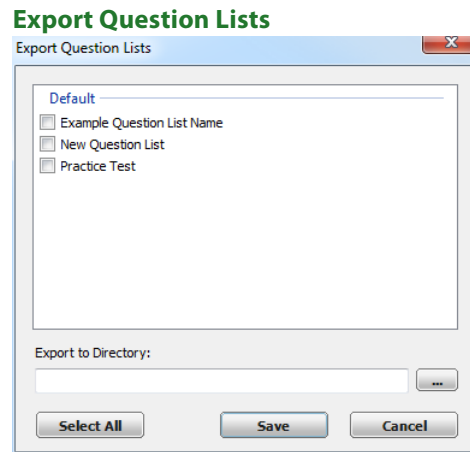 Export Question Lists
Export Question Lists
Default
Example Question List Name
New Question List
Practice Test
Export to Directory:
...
Select All Save Cancel